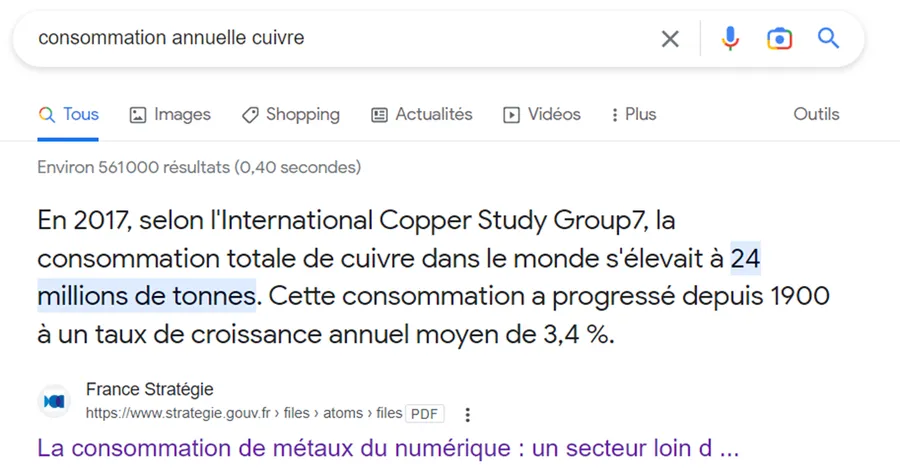 consommation annuelle cuivre
Tous Images Shopping Actualités Vidéos Plus Outils
Environ 561 000 résultats (0,40 secondes)
En 2017, selon l'International Copper Study Group7, la
consommation totale de cuivre dans le monde s'élevait à 24
millions de tonnes. Cette consommation a progressé depuis 1900
à un taux de croissance annuel moyen de 3,4 %.
France Stratégie
https://www.strategie.gouv.fr › files › atoms › files PDF
La consommation de métaux du numérique : un secteur loin d ...